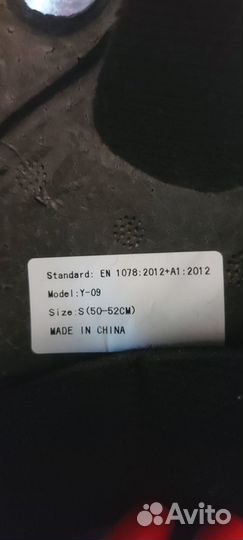 Standard: EN 1078:2012+A1:2012
Model:Y-09
Size:S(50-52CM)
MADE IN CHINA
Avito